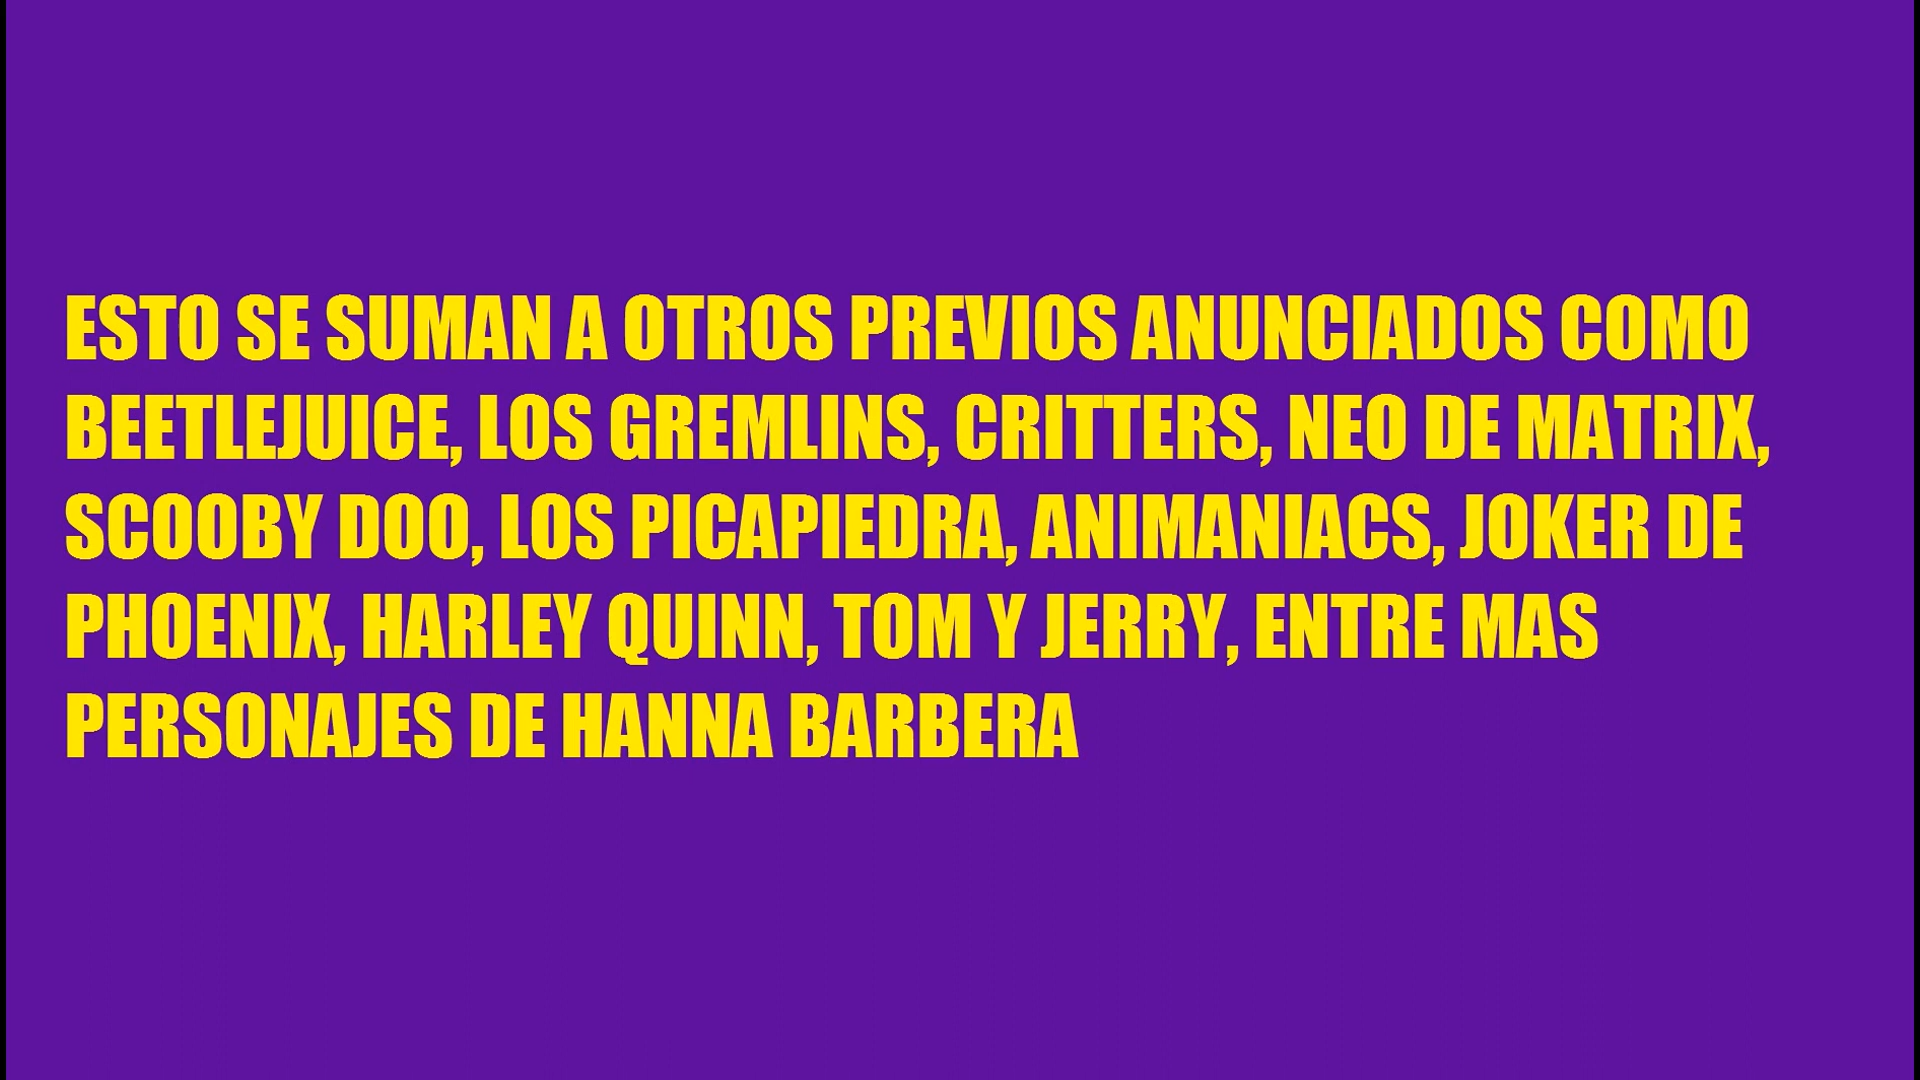 ESTO SE SUMAN A OTROS PREVIOS ANUNCIADOS COMO
BEETLEJUICE, LOS GREMLINS, CRITTERS, NEO DE MATRIX,
SCOOBY DOO, LOS PICAPIEDRA, ANIMANIACS, JOKER DE
PHOENIX, HARLEY QUINN, TOM Y JERRY, ENTRE MAS
PERSONAJES DE HANNA BARBERA